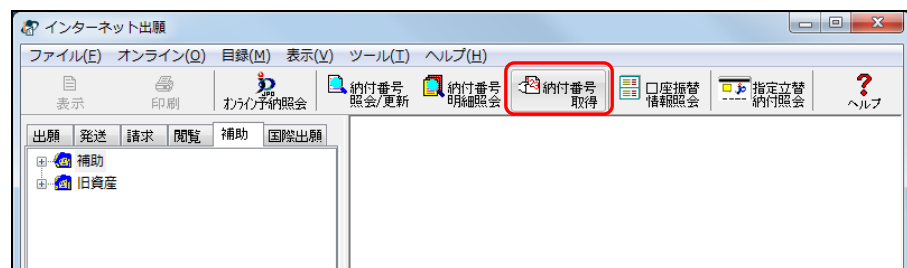 インターネット出願
ファイル(F) オンライン(O) 目録(M) 表示(V) ツール(T) ヘルプ(H)
表示
印刷
オンライン予納照会
納付番号
照会/更新
納付番号
明細照会
納付番号
取得
口座振替
情報照会
指定立替
納付照会
ヘルプ
出願 発送 請求 閲覧 補助 国際出願
補助
旧資産